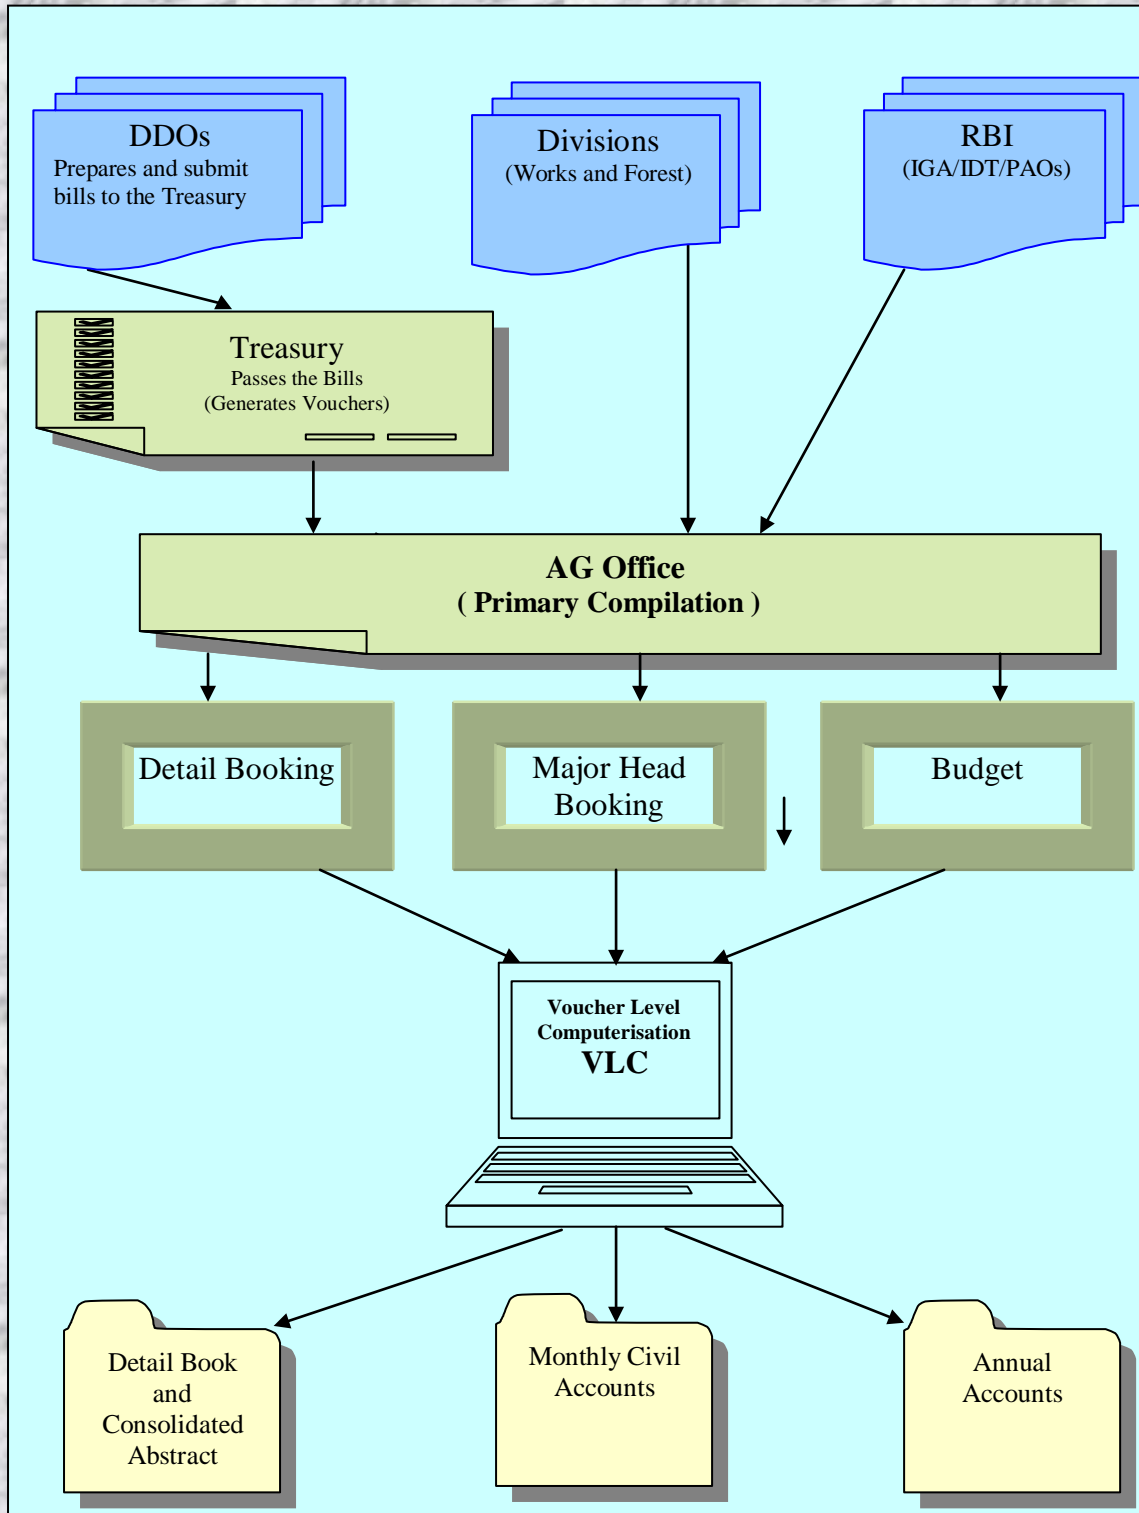 DDOs
Prepares and submit
bills to the Treasury
Divisions
(Works and Forest)
RBI
(IGA/IDT/PAOs)
Treasury
Passes the Bills
(Generates Vouchers)
AG Office
( Primary Compilation )
Detail Booking
Major Head
Booking
Budget
Voucher Level
Computerisation
VLC
Detail Book
and
Consolidated
Abstract
Monthly Civil
Accounts
Annual
Accounts